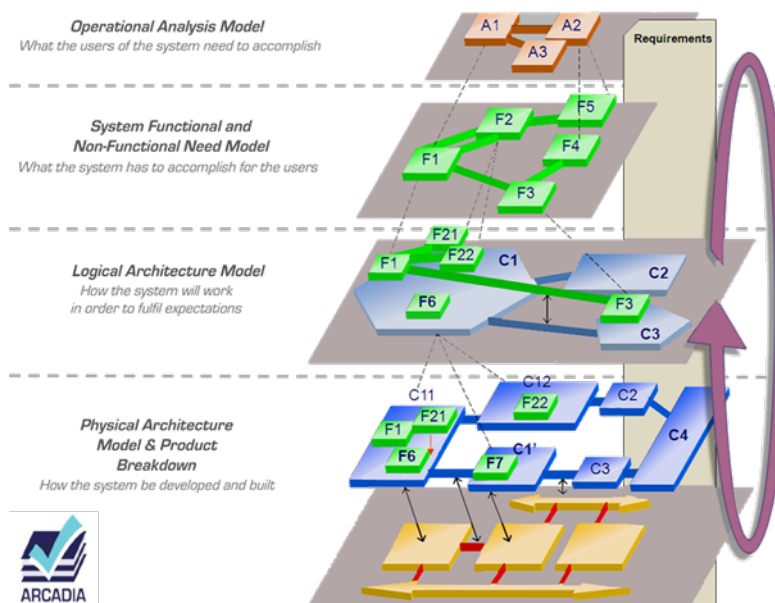 Operational Analysis Model
What the users of the system need to accomplish
A1
A2
A3
Requirements
System Functional and
Non-Functional Need Model
What the system has to accomplish for the users
F5
F2
F4
F1
F3
Logical Architecture Model
How the system will work
in order to fulfil expectations
F21
F1
F22
C1
C2
F6
F3
C3
Physical Architecture
Model & Product
Breakdown
How the system be developed and built
C11
C12
C2
F1
F21
F22
C4
F6
F7
C1'
C3
ARCADIA